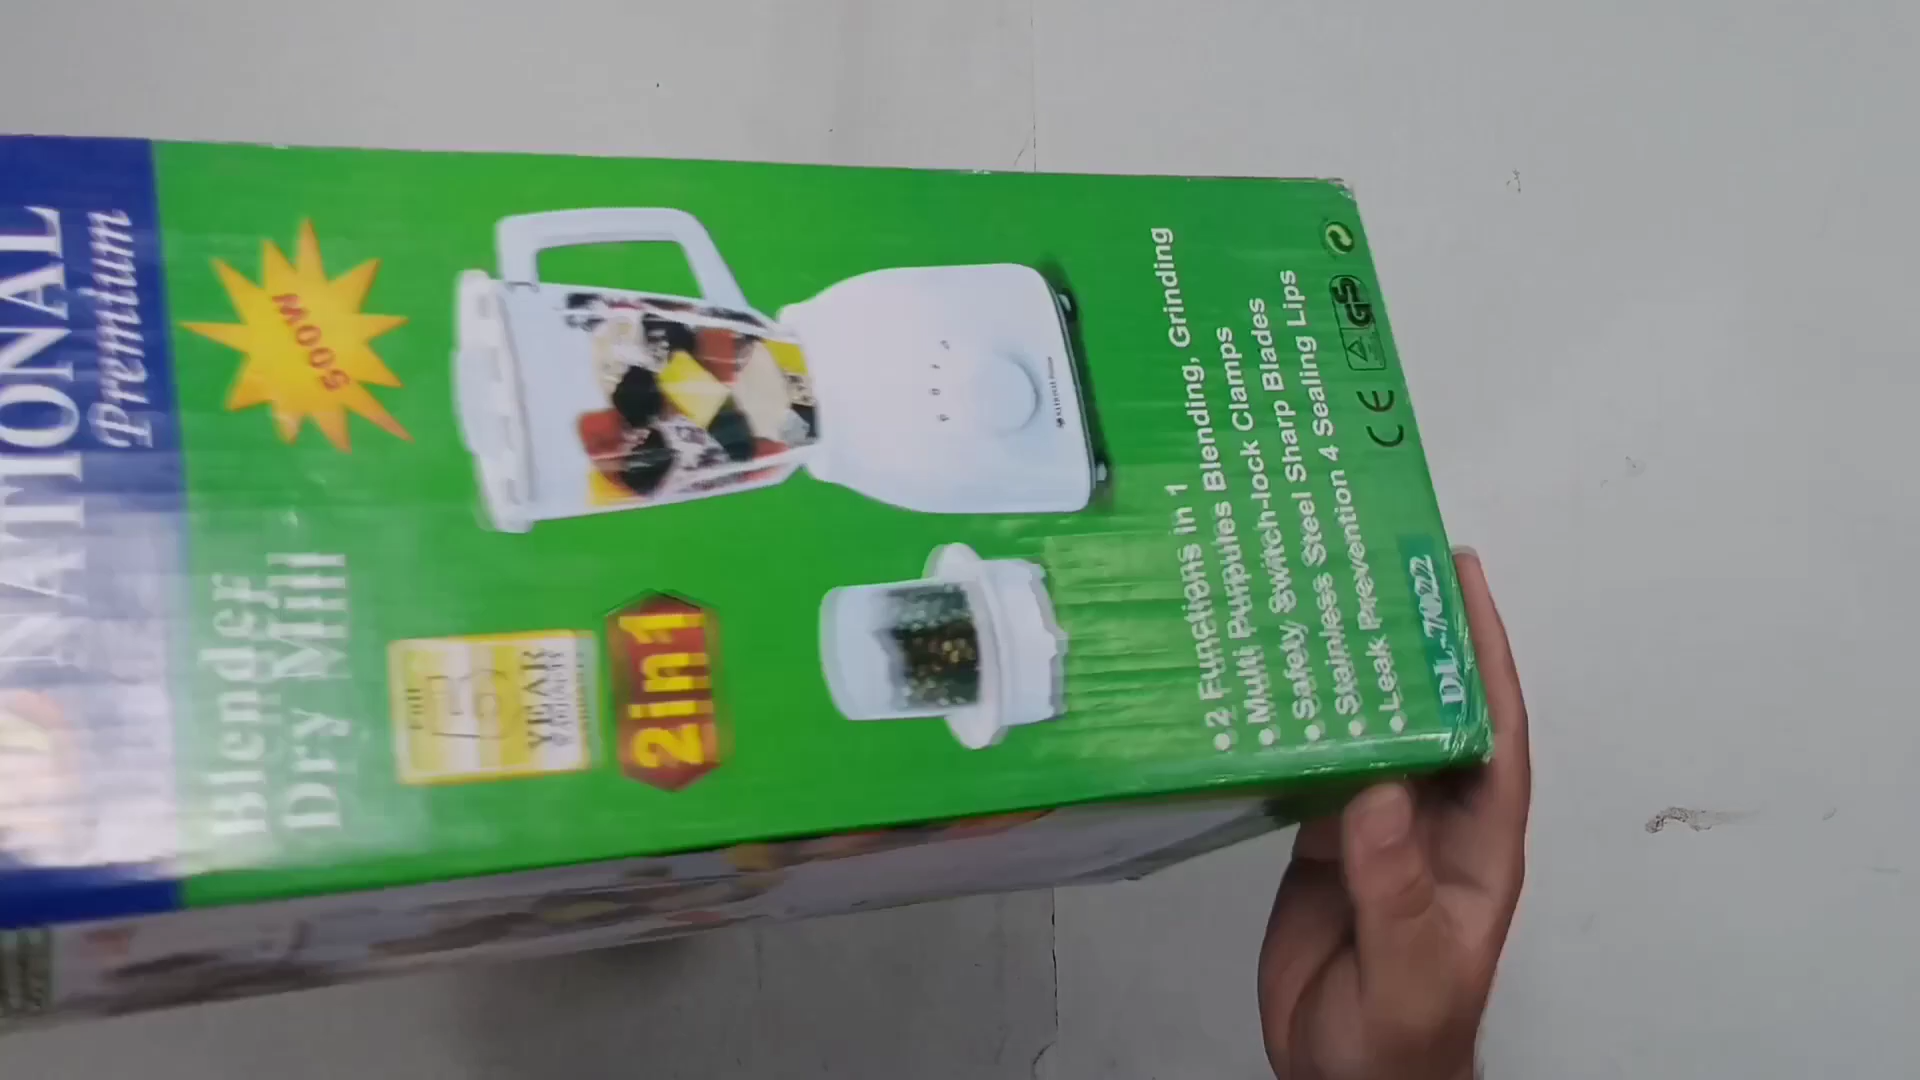 NATIONAL
Premium
500W
Blender
Dry Mill
YEAR
2in1
•2 Functions in 1
•Multi Purpules Blending, Grinding
•Safety Switch-lock Clamps
•Stainless Steel Sharp Blades
•Leak Prevention 4 Sealing Lips
CE GS
DL-7022